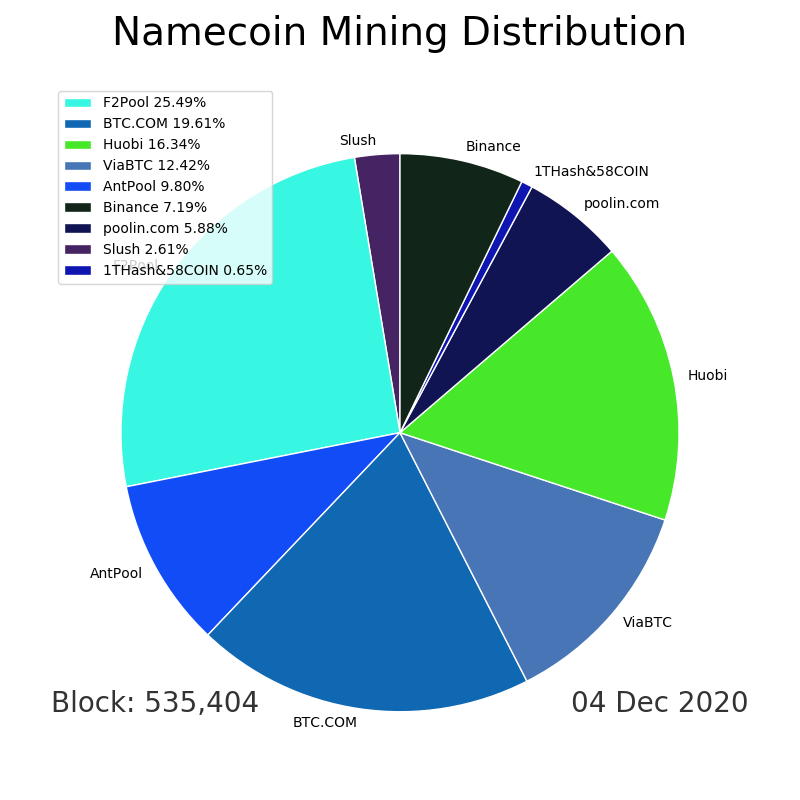 Namecoin Mining Distribution
F2Pool 25.49%
BTC.COM 19.61%
Huobi 16.34%
ViaBTC 12.42%
AntPool 9.80%
Binance 7.19%
poolin.com 5.88%
Slush 2.61%
1THash&58COIN 0.65%
Slush
Binance
1THash&58COIN
poolin.com
F2Pool
Huobi
AntPool
ViaBTC
BTC.COM
Block: 535,404
04 Dec 2020